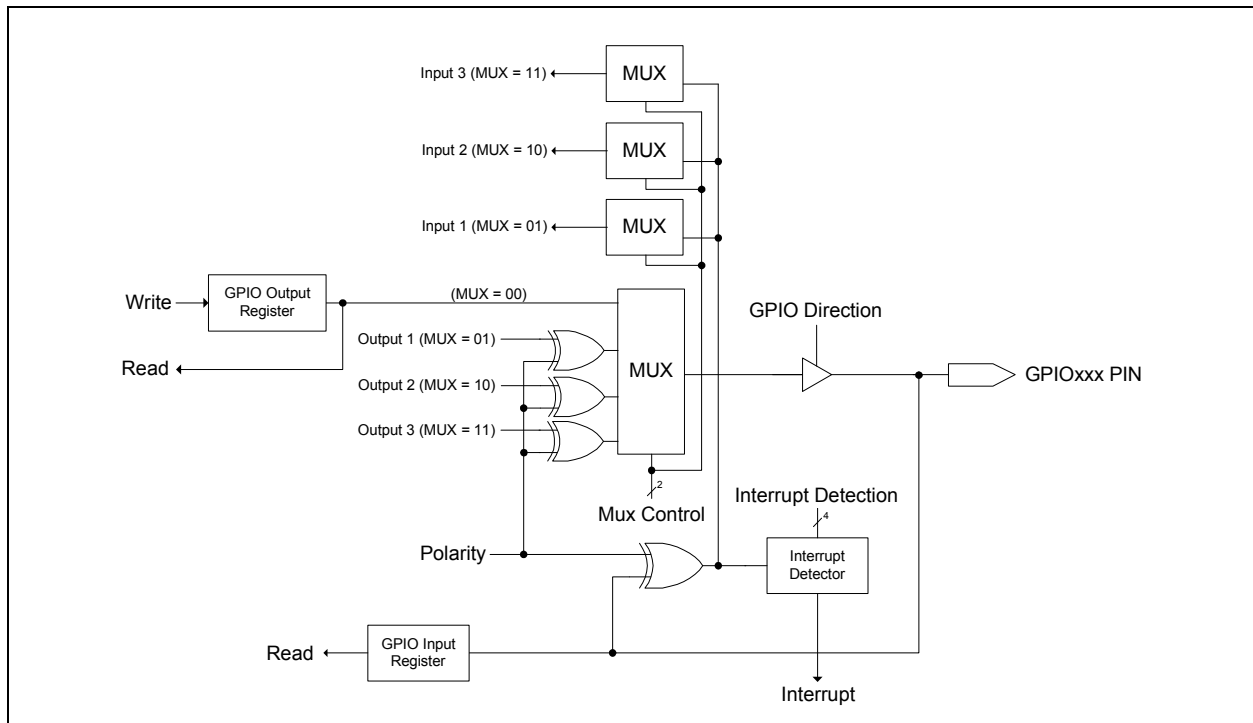 Input 3 (MUX = 11)
MUX
Input 2 (MUX = 10)
MUX
Input 1 (MUX = 01)
MUX
Write
GPIO Output
Register
(MUX = 00)
GPIO Direction
Read
Output 1 (MUX = 01)
Output 2 (MUX = 10)
Output 3 (MUX = 11)
MUX
GPIOxxx PIN
2
Mux Control
Interrupt Detection
4
Polarity
Interrupt
Detector
Read
GPIO Input
Register
Interrupt